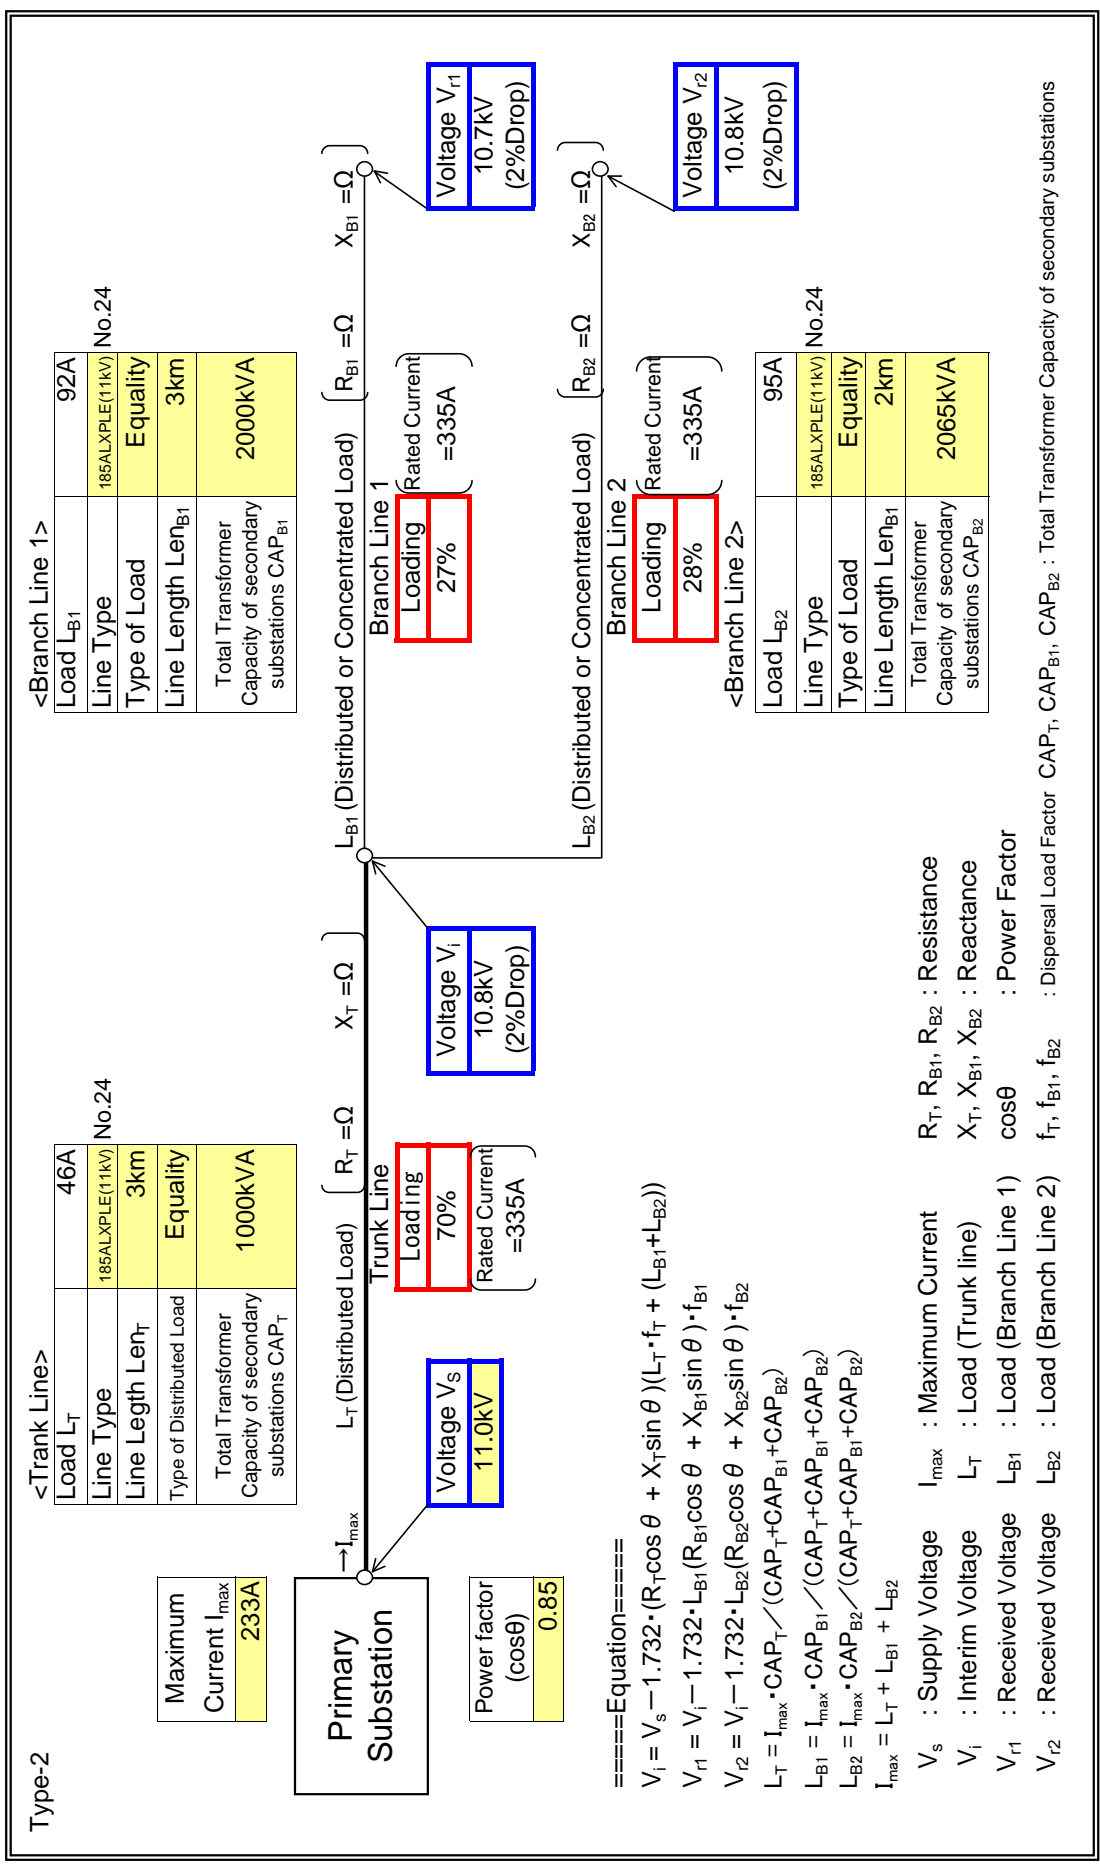 Type-2
Maximum
Current Imax
233A
<Trank Line>
Load LT 46A
Line Type 185ALXPLE(11kV) No.24
Line Legth LenT 3km
Type of Distributed Load Equality
Total Transformer
Capacity of secondary
substations CAPT
1000kVA
<Branch Line 1>
Load LB1 92A
Line Type 185ALXPLE(11kV) No.24
Type of Load Equality
Line Length LenB1 3km
Total Transformer
Capacity of secondary
substations CAPB1
2000kVA
Primary
Substation
→Imax
LT (Distributed Load)
RT =Ω XT =Ω
LB1 (Distributed or Concentrated Load)
RB1 =Ω XB1 =Ω
Trunk Line
Loading
70%
Rated Current
=335A
Branch Line 1
Loading
27%
Rated Current
=335A
Voltage VS
11.0kV
Voltage Vi
10.8kV
(2%Drop)
Voltage Vr1
10.7kV
(2%Drop)
Power factor
(cosθ)
0.85
LB2 (Distributed or Concentrated Load)
RB2 =Ω XB2 =Ω
Branch Line 2
Loading
28%
Rated Current
=335A
Voltage Vr2
10.8kV
(2%Drop)
<Branch Line 2>
Load LB2 95A
Line Type 185ALXPLE(11kV) No.24
Type of Load Equality
Line Length LenB1 2km
Total Transformer
Capacity of secondary
substations CAPB2
2065kVA
=====Equation=====
Vi = Vs－1.732・(RTcosθ + XTsinθ)(LT・fT + (LB1+LB2))
Vr1 = Vi－1.732・LB1(RB1cosθ + XB1sinθ)・fB1
Vr2 = Vi－1.732・LB2(RB2cosθ + XB2sinθ)・fB2
LT = Imax・CAPT／(CAPT+CAPB1+CAPB2)
LB1 = Imax・CAPB1／(CAPT+CAPB1+CAPB2)
LB2 = Imax・CAPB2／(CAPT+CAPB1+CAPB2)
Imax = LT + LB1 + LB2
Vs : Supply Voltage Imax : Maximum Current RT, RB1, RB2 : Resistance
Vi : Interim Voltage LT : Load (Trunk line) XT, XB1, XB2 : Reactance
Vr1 : Received Voltage LB1 : Load (Branch Line 1) cosθ : Power Factor
Vr2 : Received Voltage LB2 : Load (Branch Line 2) fT, fB1, fB2 : Dispersal Load Factor CAPT, CAPB1, CAPB2 : Total Transformer Capacity of secondary substations